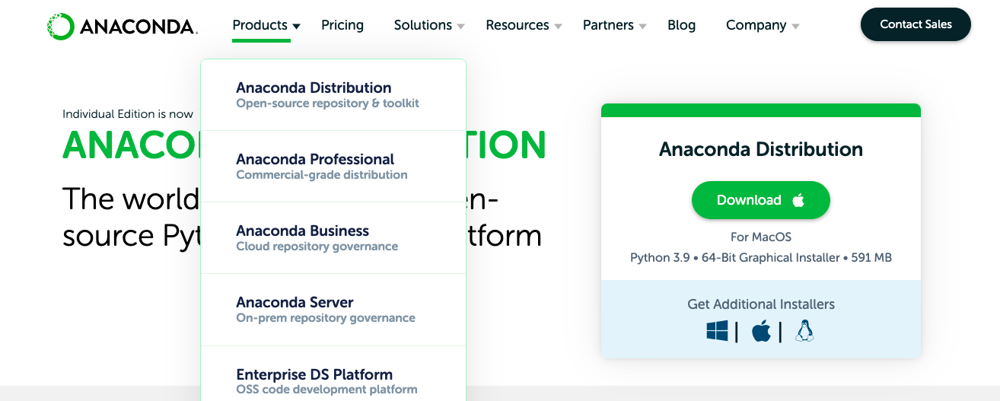 ANACONDA.
Products Pricing Solutions Resources Partners Blog Company Contact Sales
Anaconda Distribution
Open-source repository & toolkit
Anaconda Professional
Commercial-grade distribution
Anaconda Business
Cloud repository governance
Anaconda Server
On-prem repository governance
Enterprise DS Platform
OSS code development platform
Individual Edition is now
ANACO TION
The world en-
source Pyt tform
Anaconda Distribution
Download
For MacOS
Python 3.9 • 64-Bit Graphical Installer • 591 MB
Get Additional Installers
| |